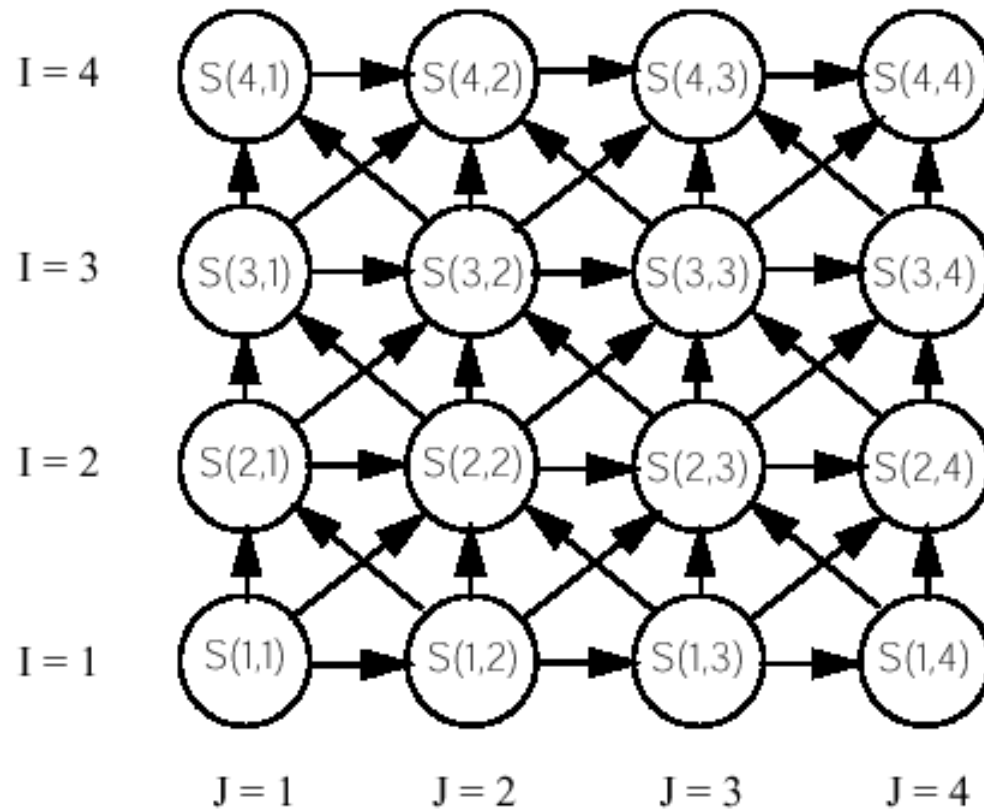 I = 4 S(4,1) S(4,2) S(4,3) S(4,4)
I = 3 S(3,1) S(3,2) S(3,3) S(3,4)
I = 2 S(2,1) S(2,2) S(2,3) S(2,4)
I = 1 S(1,1) S(1,2) S(1,3) S(1,4)
J = 1 J = 2 J = 3 J = 4